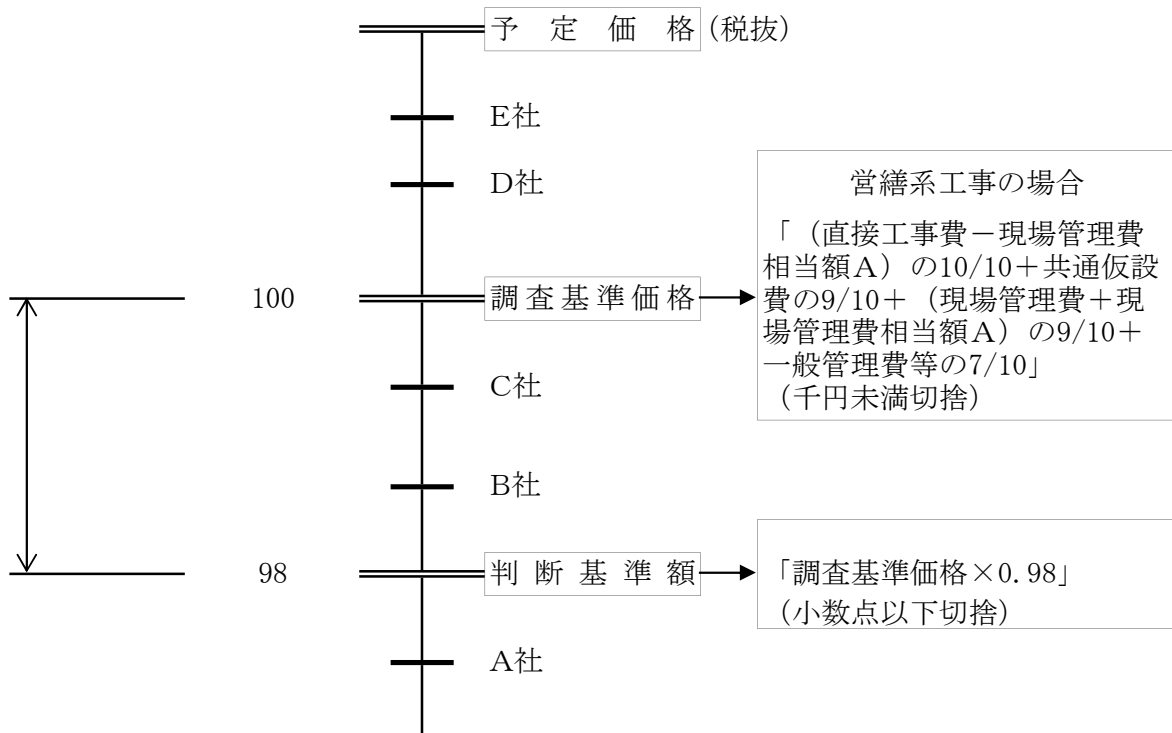 予定価格(税抜)
E社
D社
営繕系工事の場合
「（直接工事費－現場管理費
相当額A）の10/10＋共通仮設
費の9/10＋（現場管理費＋現
場管理費相当額A）の9/10＋
一般管理費等の7/10」
（千円未満切捨）
100
調査基準価格
C社
B社
98
判断基準額
「調査基準価格×0.98」
（小数点以下切捨）
A社